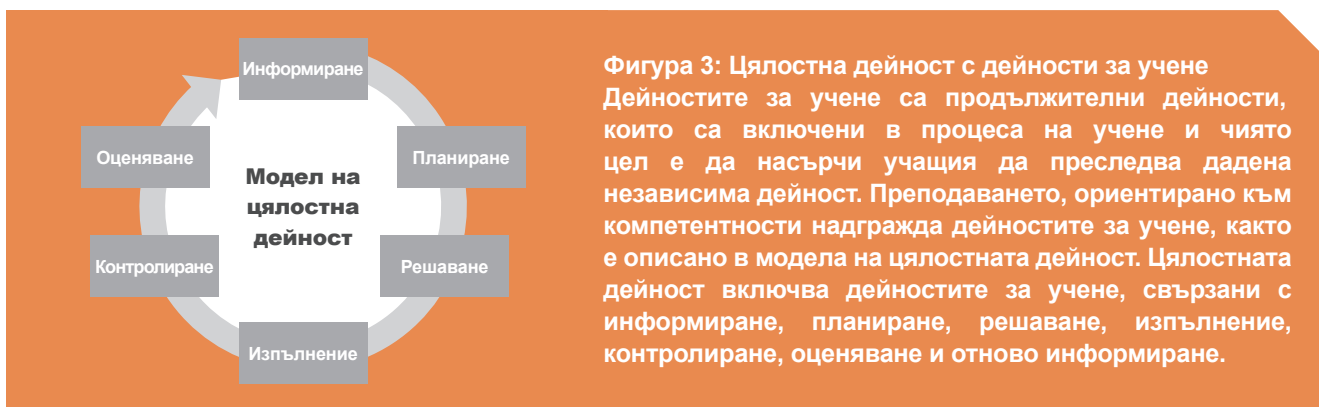 Информиране
Планиране
Решаване
Изпълнение
Контролиране
Оценяване
Модел на
цялостна
дейност
Фигура 3: Цялостна дейност с дейности за учене
Дейностите за учене са продължителни дейности,
които са включени в процеса на учене и чиято
цел е да насърчи учащия да преследва дадена
независима дейност. Преподаването, ориентирано към
компетентности надгражда дейностите за учене, както
е описано в модела на цялостната дейност. Цялостната
дейност включва дейностите за учене, свързани с
информиране, планиране, решаване, изпълнение,
контролиране, оценяване и отново информиране.